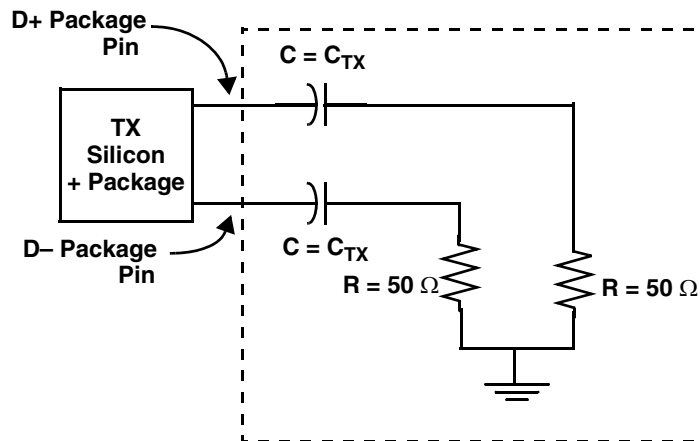 D+ Package
Pin
C = CTX
TX
Silicon
+ Package
D– Package
Pin
C = CTX
R = 50 Ω
R = 50 Ω